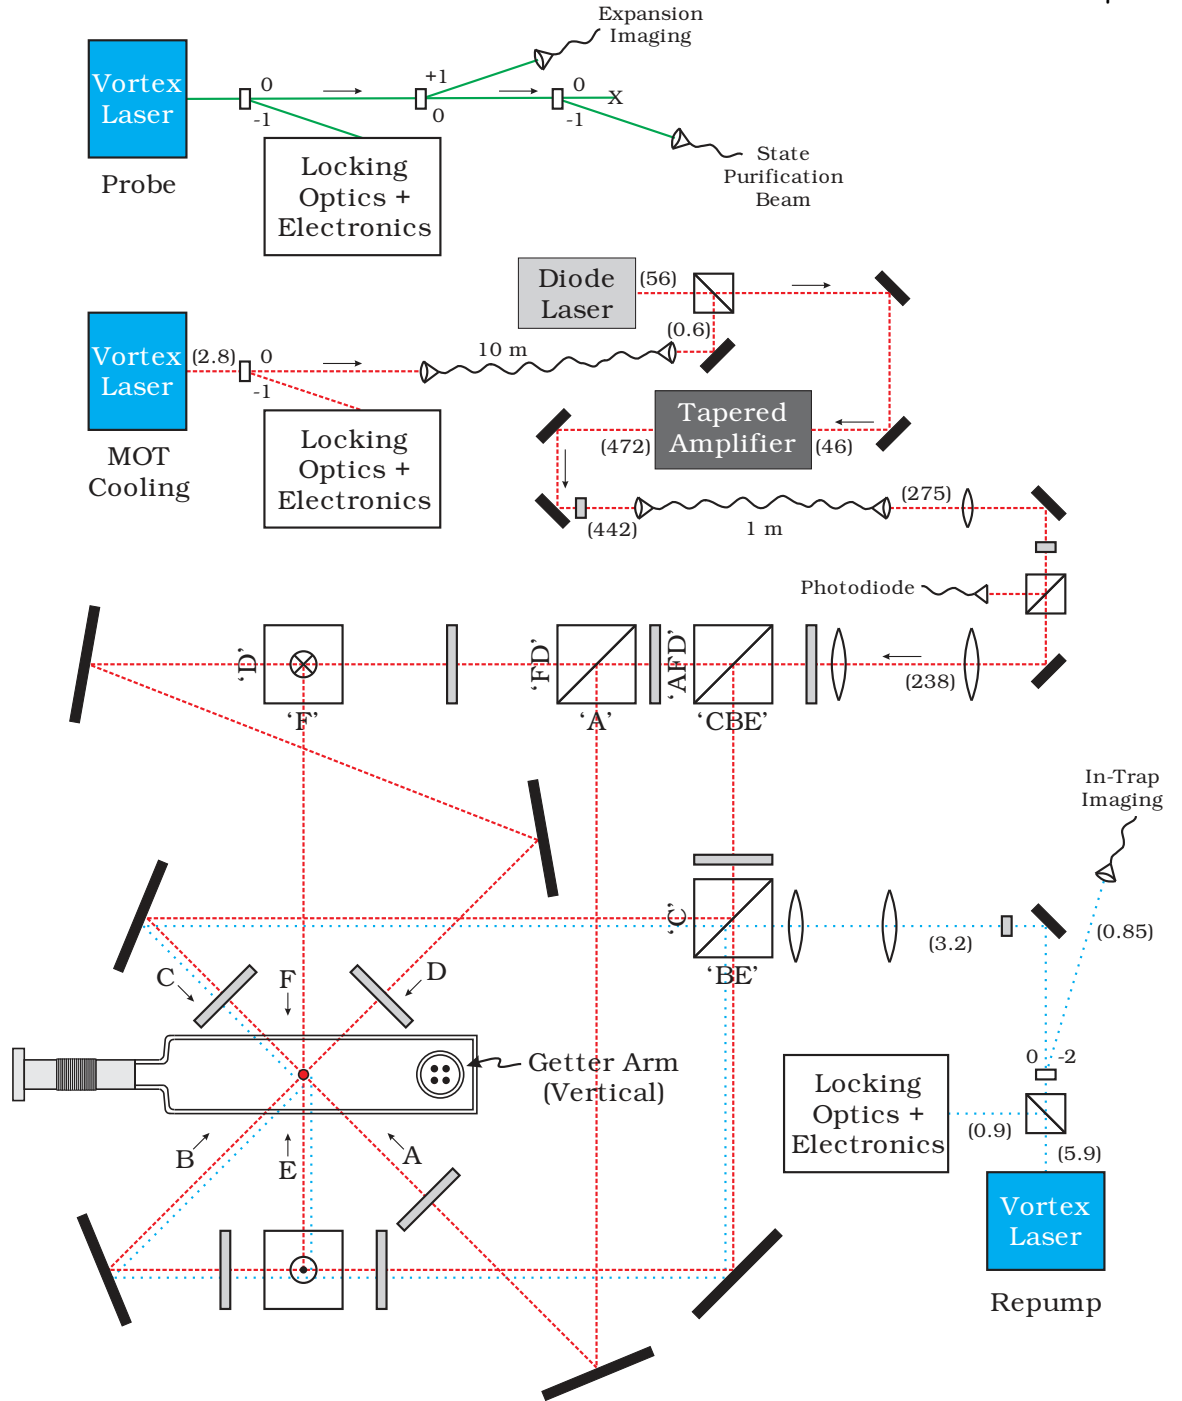 Expansion
Imaging
Vortex
Laser
0
-1
+1
0
0
-1
X
Probe
Locking
Optics +
Electronics
State
Purification
Beam
Diode
Laser
(56)
(0.6)
Vortex
Laser
(2.8)
0
-1
10 m
MOT
Cooling
Locking
Optics +
Electronics
Tapered
Amplifier
(472)
(46)
(442)
1 m
(275)
Photodiode
'D'
'F'
'FD'
'A'
'AFD'
'CBE'
(238)
In-Trap
Imaging
'C'
'BE'
(3.2)
(0.85)
C
F
D
Getter Arm
(Vertical)
B
E
A
0
-2
Locking
Optics +
Electronics
(0.9)
(5.9)
Vortex
Laser
Repump